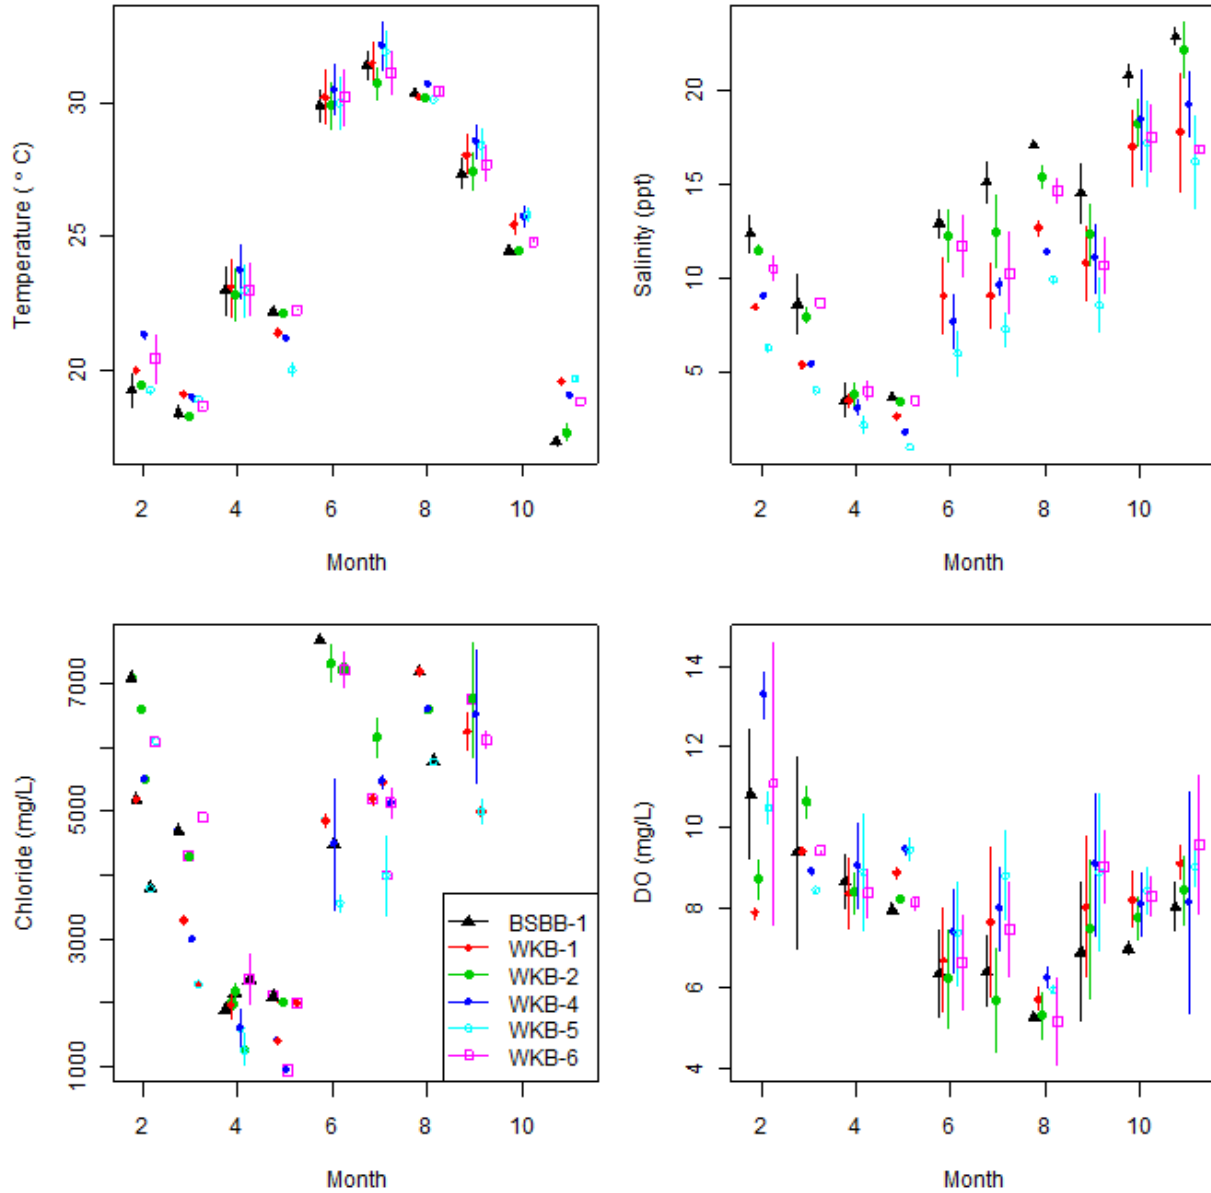 Temperature ( ° C)
30
25
20
2 4 6 8 10
Month
Salinity (ppt)
20
15
10
5
2 4 6 8 10
Month
Chloride (mg/L)
7000
5000
3000
1000
BSBB-1
WKB-1
WKB-2
WKB-4
WKB-5
WKB-6
2 4 6 8 10
Month
DO (mg/L)
14
12
10
8
6
4
2 4 6 8 10
Month